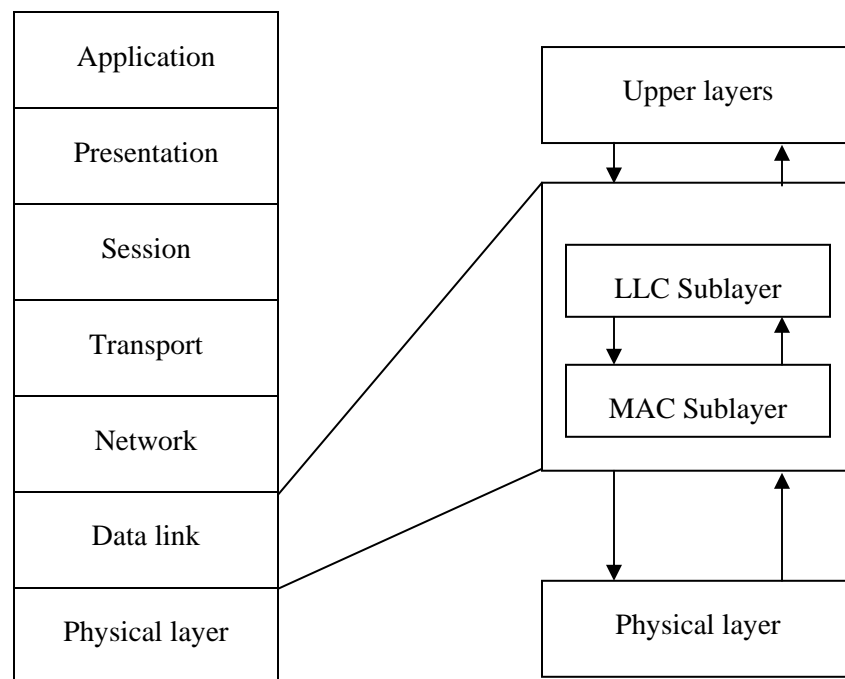 Application
Presentation
Session
Transport
Network
Data link
Physical layer
Upper layers
LLC Sublayer
MAC Sublayer
Physical layer